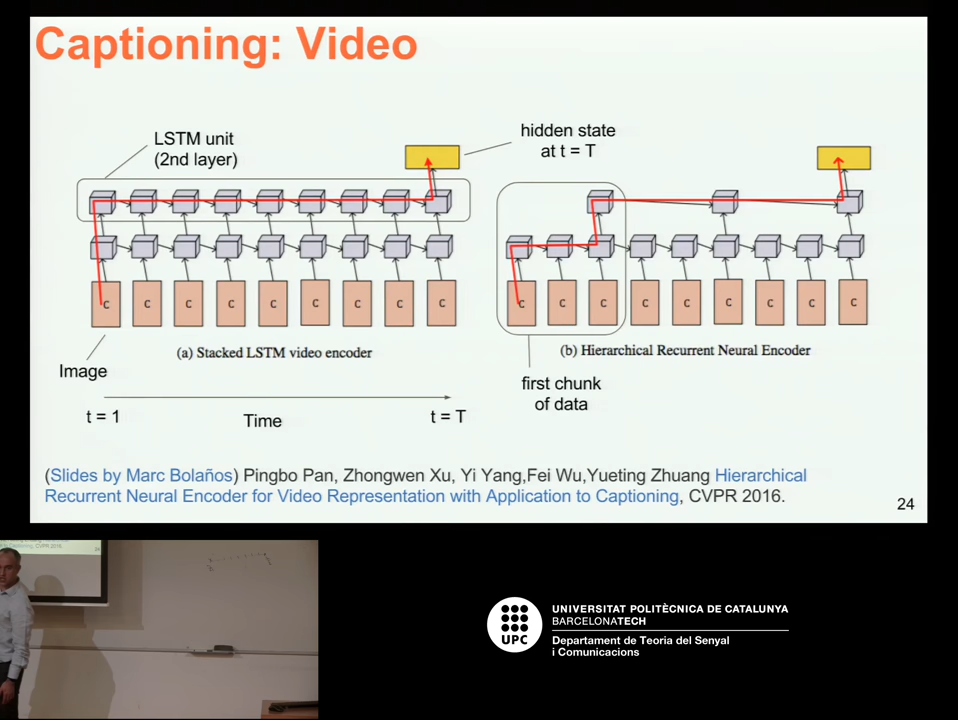 Captioning: Video
LSTM unit
(2nd layer)
hidden state
at t = T
C C C C C C C C C
C C C C C C C C C
(a) Stacked LSTM video encoder
(b) Hierarchical Recurrent Neural Encoder
Image
first chunk
of data
t = 1
Time
t = T
(Slides by Marc Bolaños) Pingbo Pan, Zhongwen Xu, Yi Yang,Fei Wu,Yueting Zhuang Hierarchical
Recurrent Neural Encoder for Video Representation with Application to Captioning, CVPR 2016.
24
UPC
UNIVERSITAT POLITÈCNICA DE CATALUNYA
BARCELONATECH
Departament de Teoria del Senyal
i Comunicacions